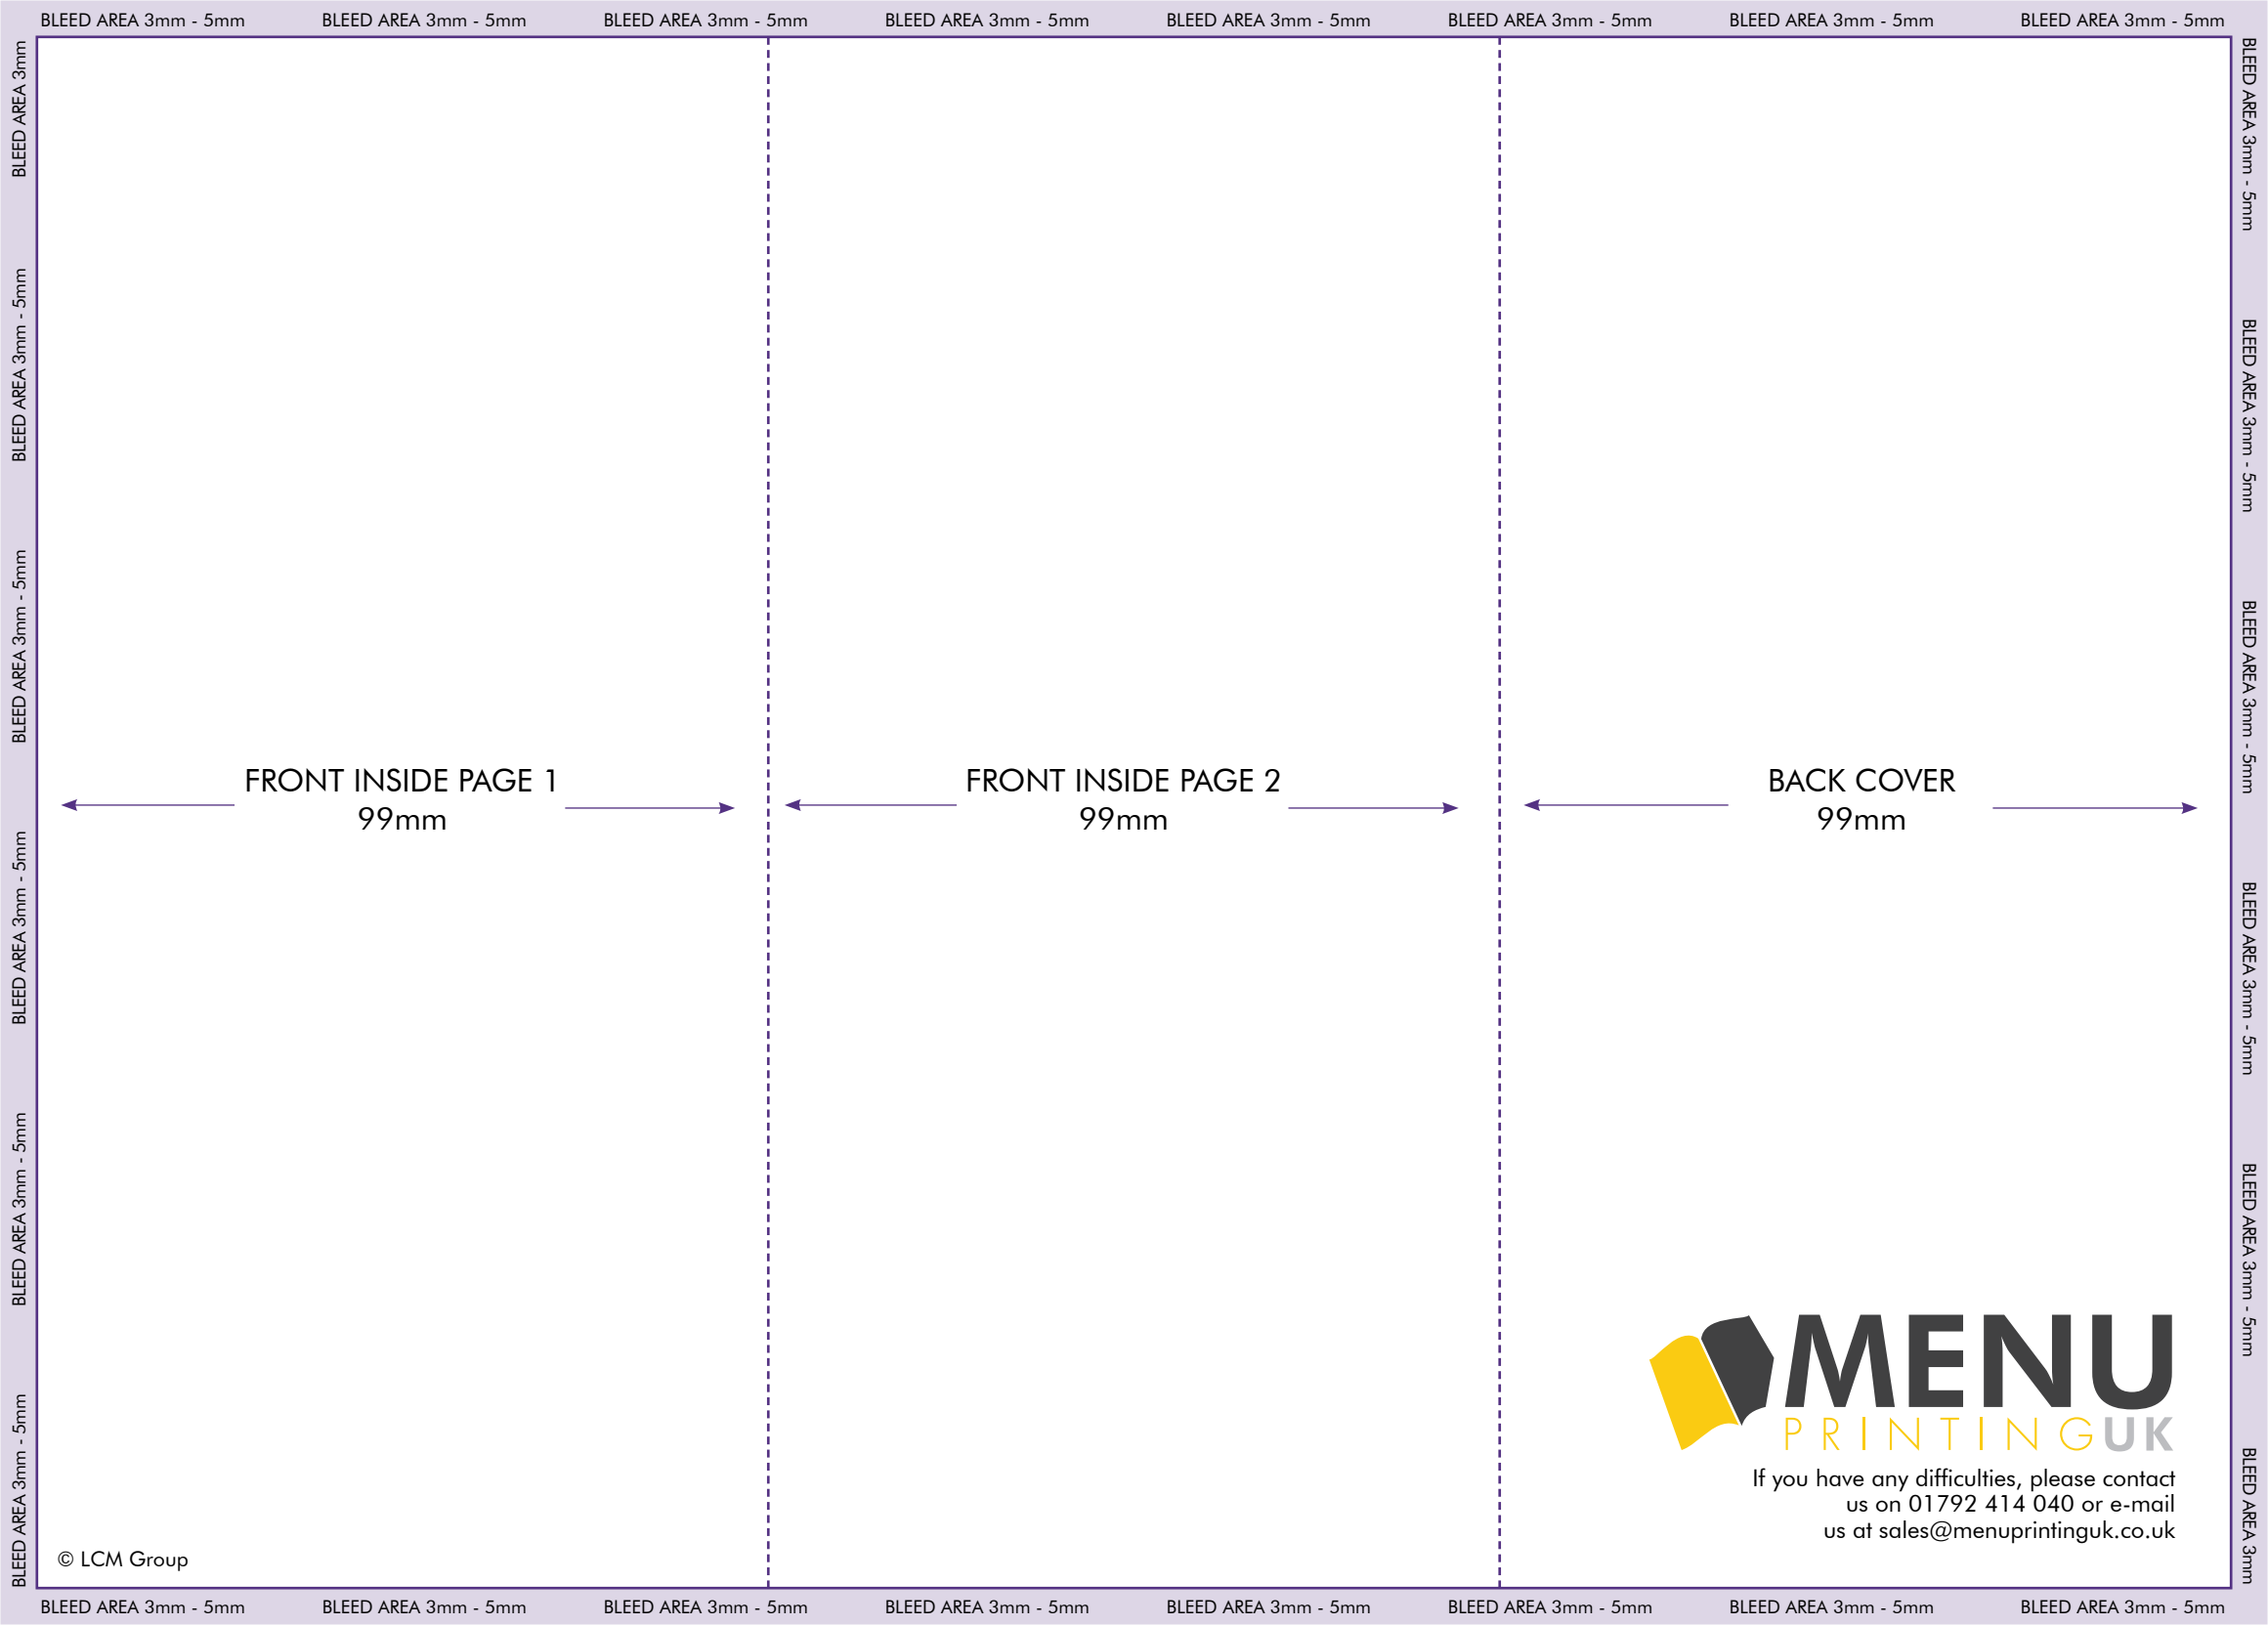 BLEED AREA 3mm - 5mm BLEED AREA 3mm - 5mm BLEED AREA 3mm - 5mm BLEED AREA 3mm - 5mm BLEED AREA 3mm - 5mm BLEED AREA 3mm - 5mm BLEED AREA 3mm - 5mm BLEED AREA 3mm - 5mm
BLEED AREA 3mm
BLEED AREA 3mm - 5mm
BLEED AREA 3mm - 5mm
BLEED AREA 3mm - 5mm
BLEED AREA 3mm - 5mm
BLEED AREA 3mm - 5mm
FRONT INSIDE PAGE 1
99mm
FRONT INSIDE PAGE 2
99mm
BACK COVER
99mm
MENU
PRINTINGUK
If you have any difficulties, please contact
us on 01792 414 040 or e-mail
us at sales@menuprintinguk.co.uk
© LCM Group
BLEED AREA 3mm - 5mm
BLEED AREA 3mm - 5mm
BLEED AREA 3mm - 5mm
BLEED AREA 3mm - 5mm
BLEED AREA 3mm - 5mm
BLEED AREA 3mm
BLEED AREA 3mm - 5mm BLEED AREA 3mm - 5mm BLEED AREA 3mm - 5mm BLEED AREA 3mm - 5mm BLEED AREA 3mm - 5mm BLEED AREA 3mm - 5mm BLEED AREA 3mm - 5mm BLEED AREA 3mm - 5mm